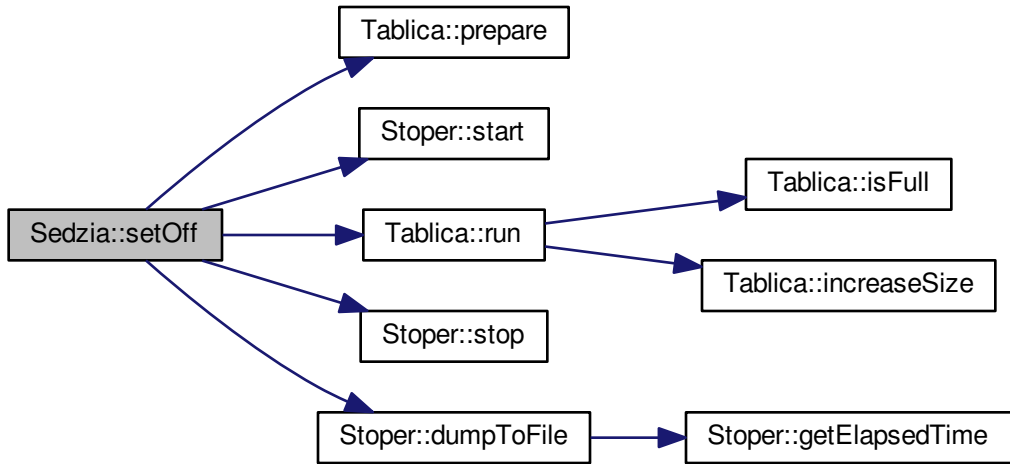 Tablica::prepare
Stoper::start
Tablica::isFull
Sedzia::setOff
Tablica::run
Tablica::increaseSize
Stoper::stop
Stoper::dumpToFile
Stoper::getElapsedTime